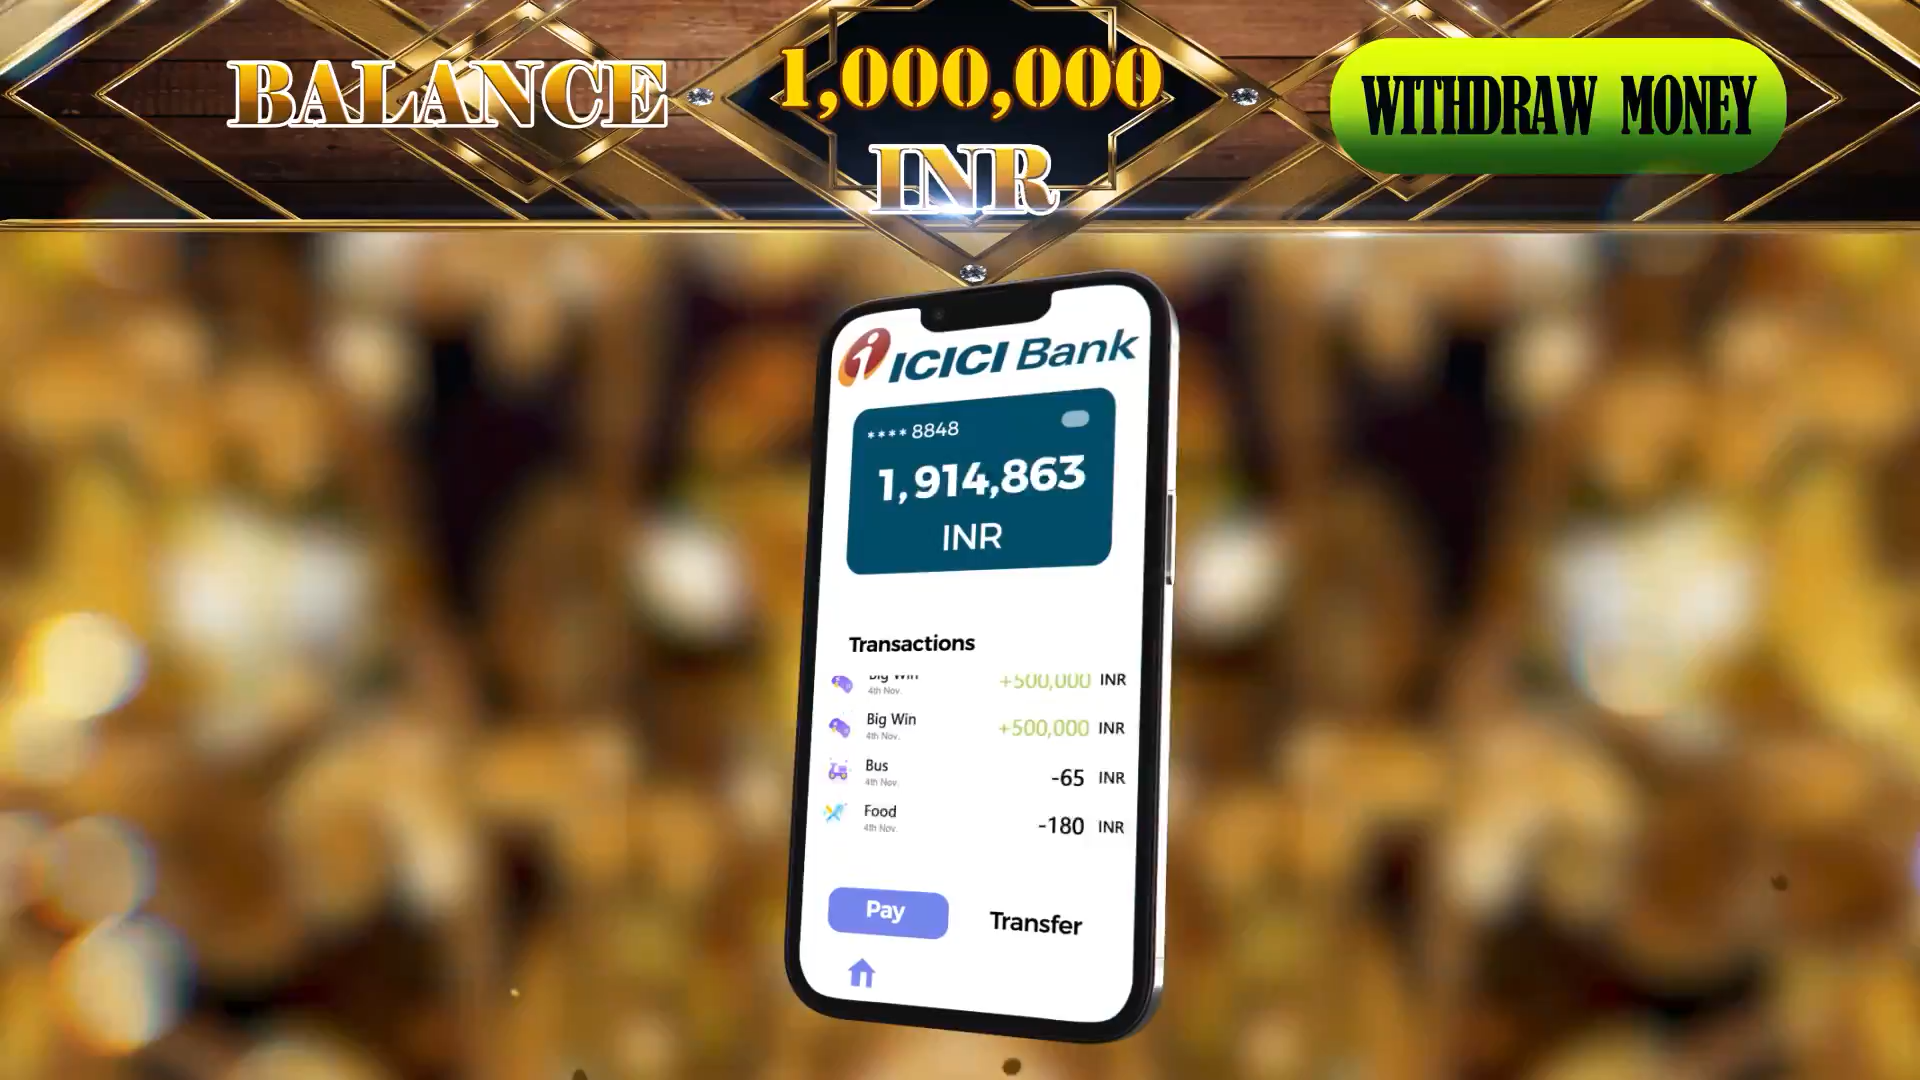 BALANCE
1,000,000
INR
WITHDRAW MONEY
ICICI Bank
**** 8848
1,914,863
INR
Transactions
Big Win +500,000 INR
4th Nov.
Big Win +500,000 INR
4th Nov.
Bus -65 INR
4th Nov.
Food -180 INR
4th Nov.
Pay
Transfer